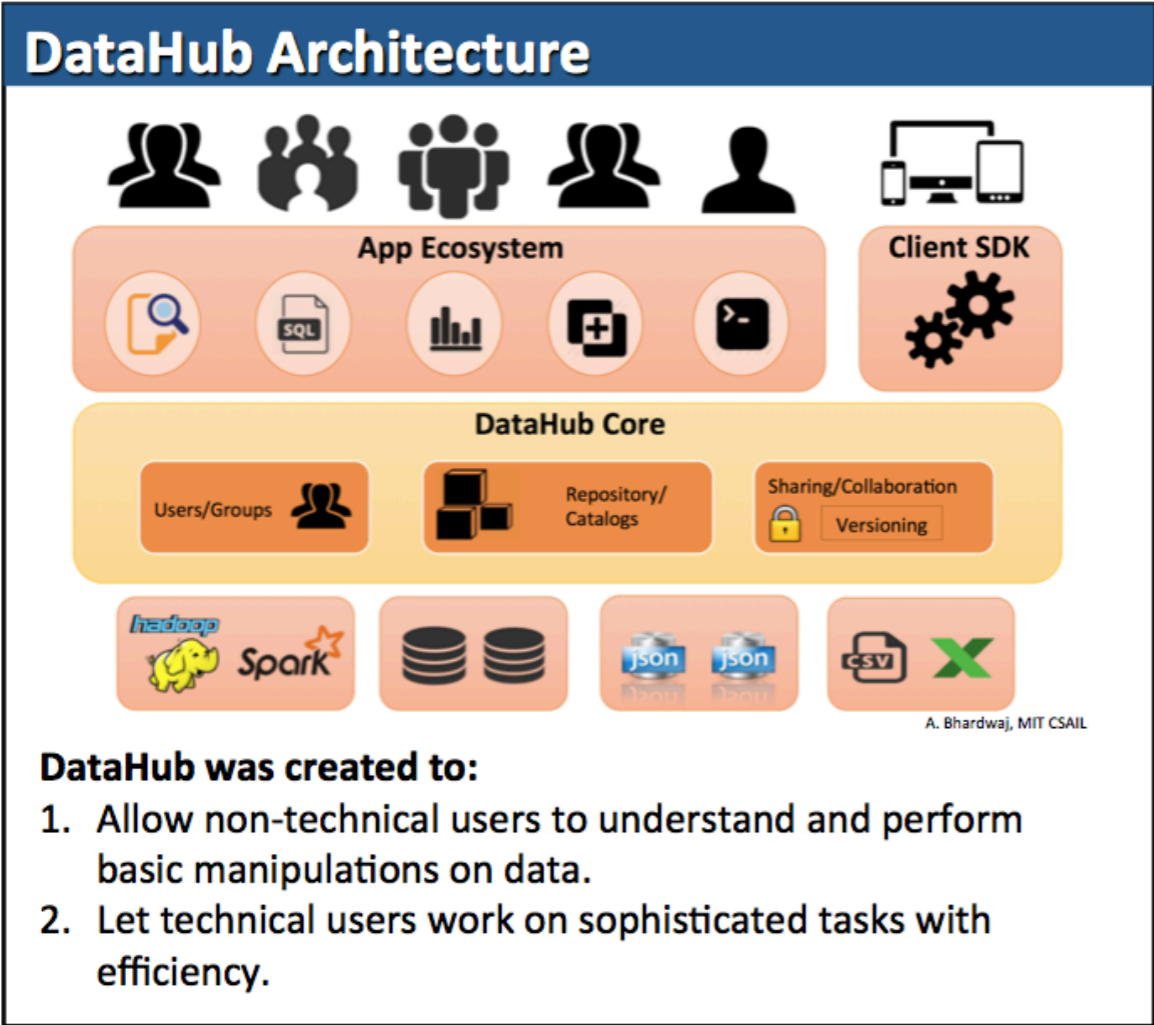 DataHub Architecture
App Ecosystem
Client SDK
SQL
>-
DataHub Core
Users/Groups
Repository/
Catalogs
Sharing/Collaboration
Versioning
hadoop
Spark
json
json
CSV
A. Bhardwaj, MIT CSAIL
DataHub was created to:
1. Allow non-technical users to understand and perform
basic manipulations on data.
2. Let technical users work on sophisticated tasks with
efficiency.